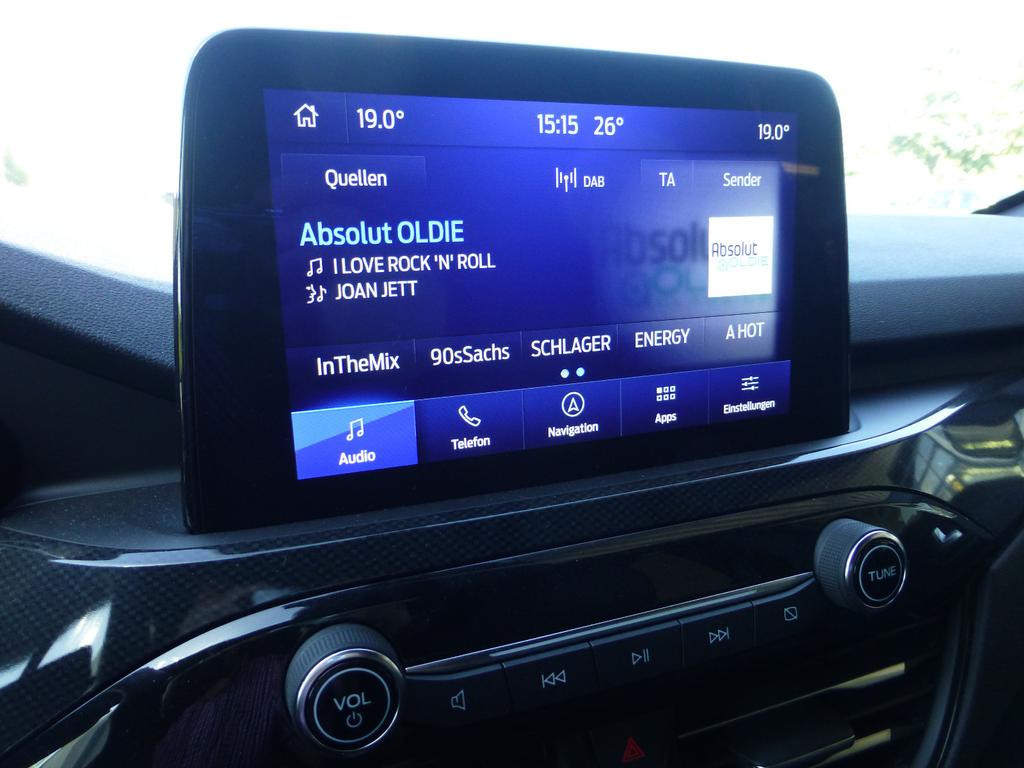 19.0° 15:15 26° 19.0°
Quellen DAB TA Sender
Absolut OLDIE
I LOVE ROCK 'N' ROLL
JOAN JETT
Absolut
OLDIE
InTheMix 90sSachs SCHLAGER ENERGY A HOT
Audio Telefon Navigation Apps Einstellungen
TUNE
VOL